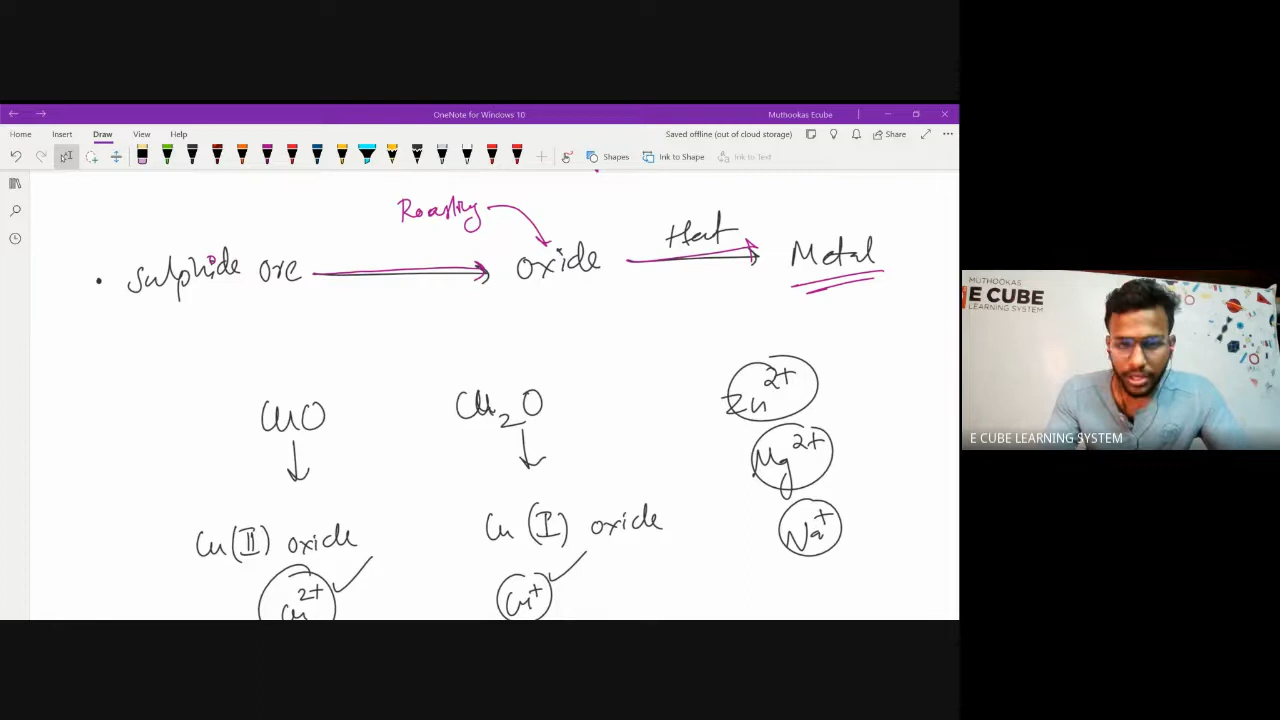 OneNote for Windows 10
Muthookas Ecube
Home Insert Draw View Help
Saved offline (out of cloud storage)
Share
Shapes
Ink to Shape
Ink to Text
Roasting
Heat
• Sulphide ore
oxide
Metal
CuO
Cu2O
Zn2+
Mg2+
Na+
Cu(II) oxide
Cu (I) oxide
Cu2+
Cu+
MUTHOOKAS
E CUBE
LEARNING SYSTEM
E CUBE LEARNING SYSTEM